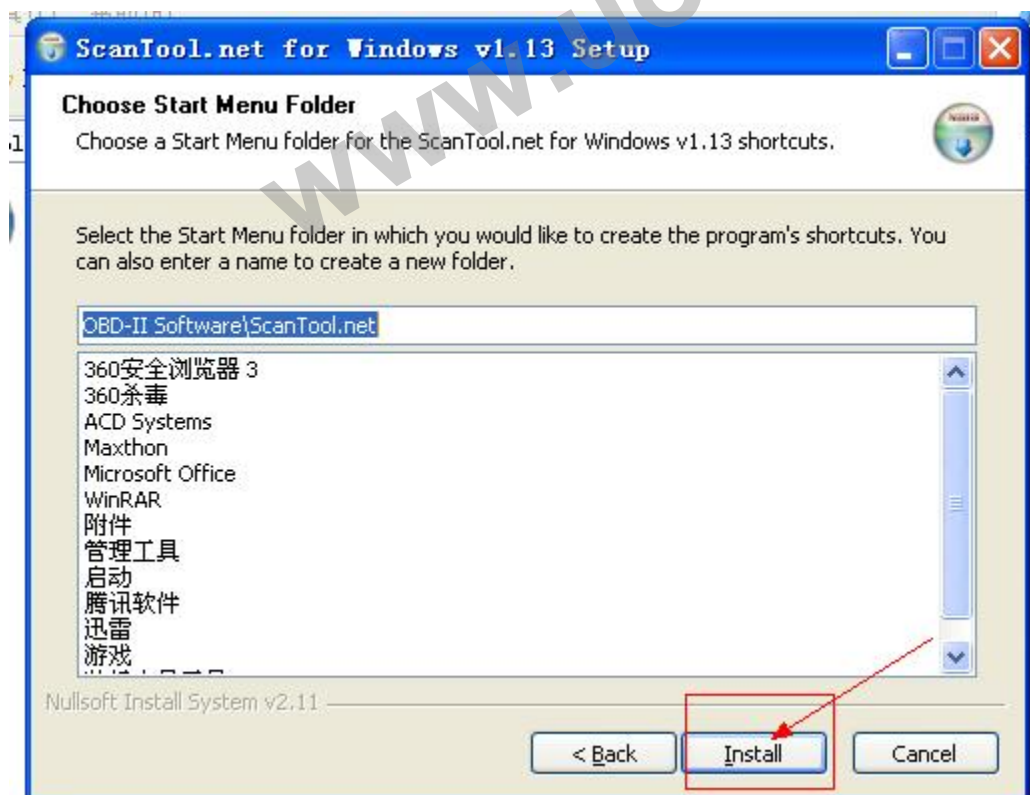 ScanTool.net for Windows v1.13 Setup
Choose Start Menu Folder
Choose a Start Menu folder for the ScanTool.net for Windows v1.13 shortcuts.
Select the Start Menu folder in which you would like to create the program's shortcuts. You
can also enter a name to create a new folder.
OBD-II Software\ScanTool.net
360安全浏览器 3
360杀毒
ACD Systems
Maxthon
Microsoft Office
WinRAR
附件
管理工具
启动
腾讯软件
迅雷
游戏
Nullsoft Install System v2.11
< Back
Install
Cancel